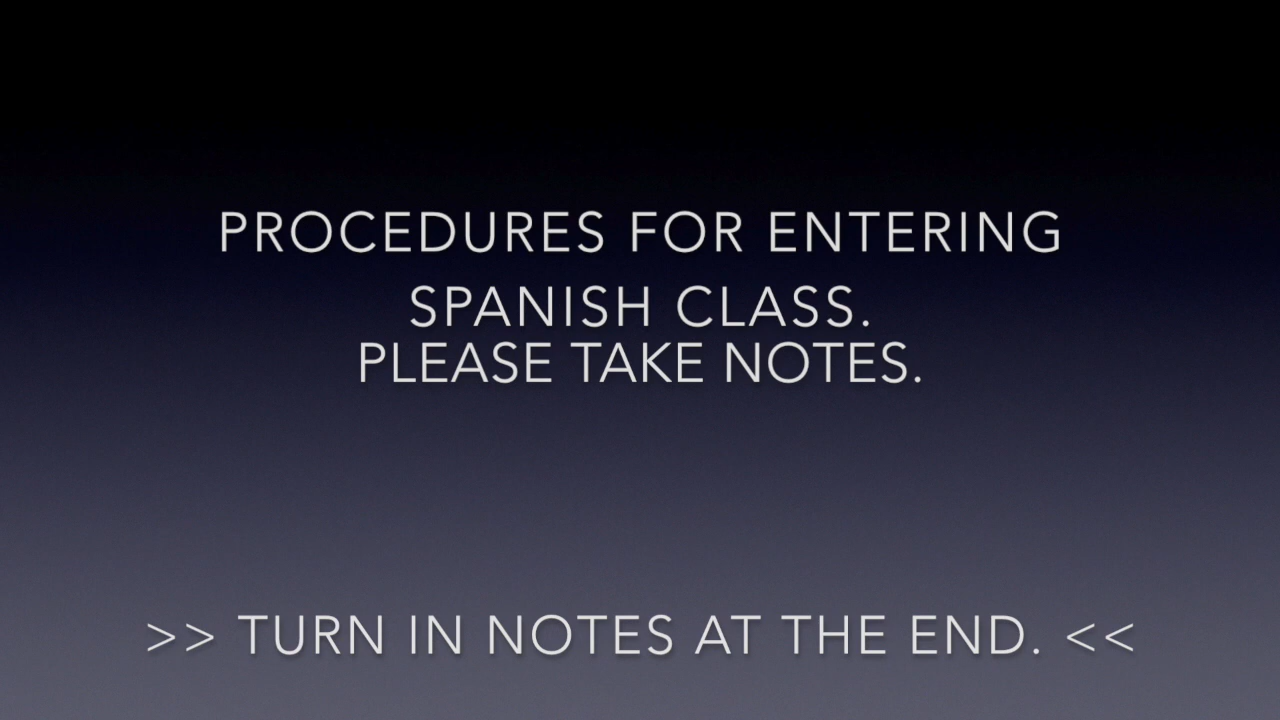 PROCEDURES FOR ENTERING
SPANISH CLASS.
PLEASE TAKE NOTES.
>> TURN IN NOTES AT THE END. <<